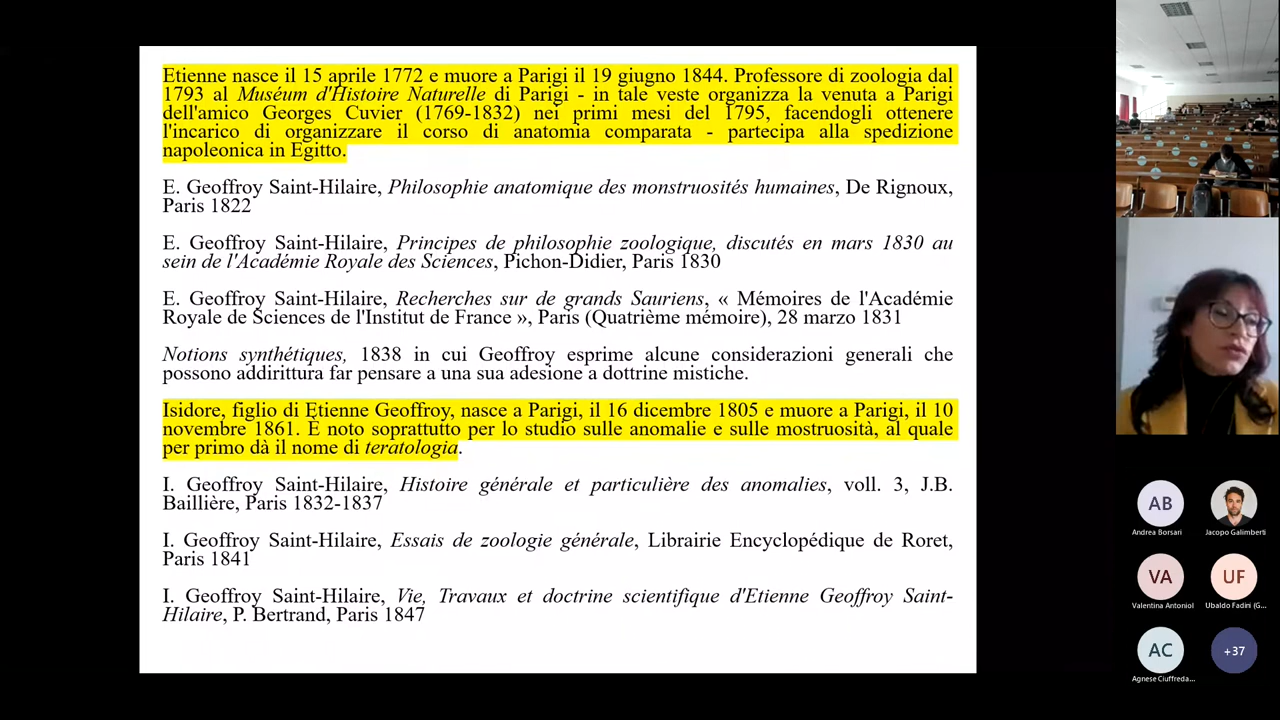 Etienne nasce il 15 aprile 1772 e muore a Parigi il 19 giugno 1844. Professore di zoologia dal
1793 al Muséum d'Histoire Naturelle di Parigi - in tale veste organizza la venuta a Parigi
dell'amico Georges Cuvier (1769-1832) nei primi mesi del 1795, facendogli ottenere
l'incarico di organizzare il corso di anatomia comparata - partecipa alla spedizione
napoleonica in Egitto.
E. Geoffroy Saint-Hilaire, Philosophie anatomique des monstruosités humaines, De Rignoux,
Paris 1822
E. Geoffroy Saint-Hilaire, Principes de philosophie zoologique, discutés en mars 1830 au
sein de l'Académie Royale des Sciences, Pichon-Didier, Paris 1830
E. Geoffroy Saint-Hilaire, Recherches sur de grands Sauriens, « Mémoires de l'Académie
Royale de Sciences de l'Institut de France », Paris (Quatrième mémoire), 28 marzo 1831
Notions synthétiques, 1838 in cui Geoffroy esprime alcune considerazioni generali che
possono addirittura far pensare a una sua adesione a dottrine mistiche.
Isidore, figlio di Etienne Geoffroy, nasce a Parigi, il 16 dicembre 1805 e muore a Parigi, il 10
novembre 1861. È noto soprattutto per lo studio sulle anomalie e sulle mostruosità, al quale
per primo dà il nome di teratologia.
I. Geoffroy Saint-Hilaire, Histoire générale et particulière des anomalies, voll. 3, J.B.
Baillière, Paris 1832-1837
I. Geoffroy Saint-Hilaire, Essais de zoologie générale, Librairie Encyclopédique de Roret,
Paris 1841
I. Geoffroy Saint-Hilaire, Vie, Travaux et doctrine scientifique d'Etienne Geoffroy Saint-
Hilaire, P. Bertrand, Paris 1847
AB
Andrea Borsari
Jacopo Galimberti
VA
Valentina Antoniol
UF
Ubaldo Fadini (G...
AC
Agnese Ciuffreda...
+37